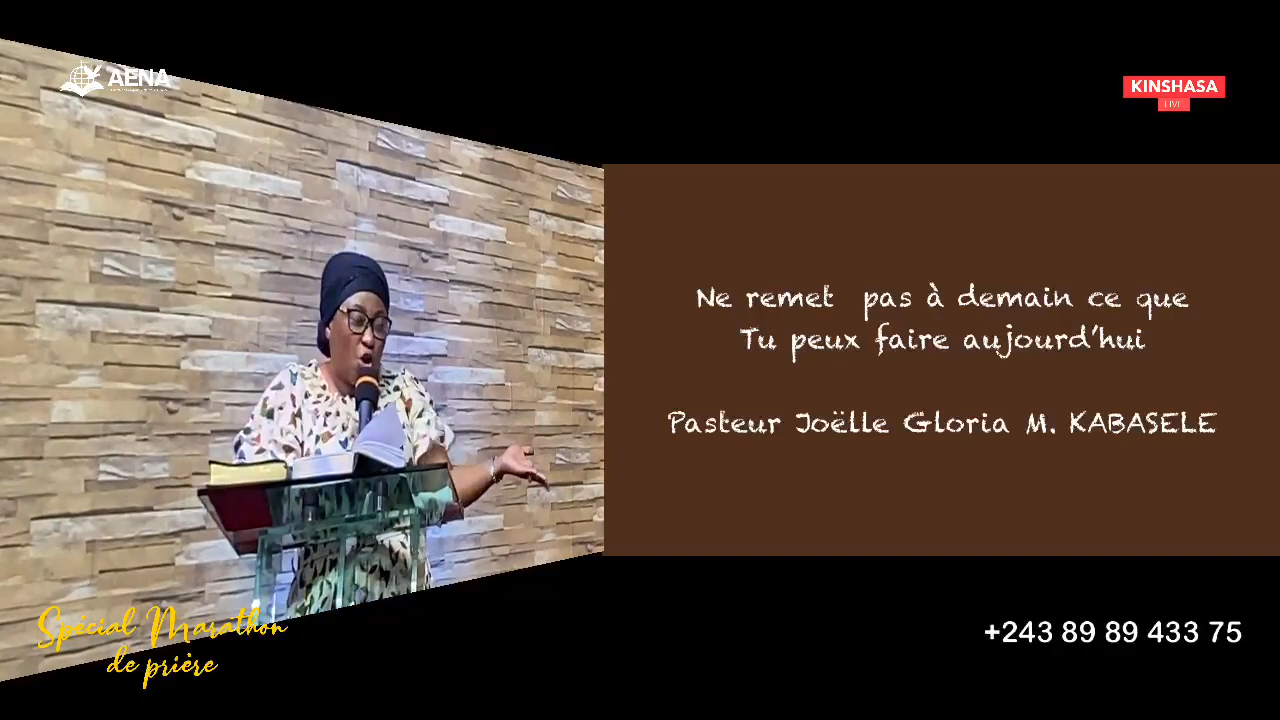 AENA
KINSHASA
LIVE
Ne remet pas à demain ce que
Tu peux faire aujourd'hui
Pasteur Joëlle Gloria M. KABASELE
Spécial Marathon
de prière
+243 89 89 433 75